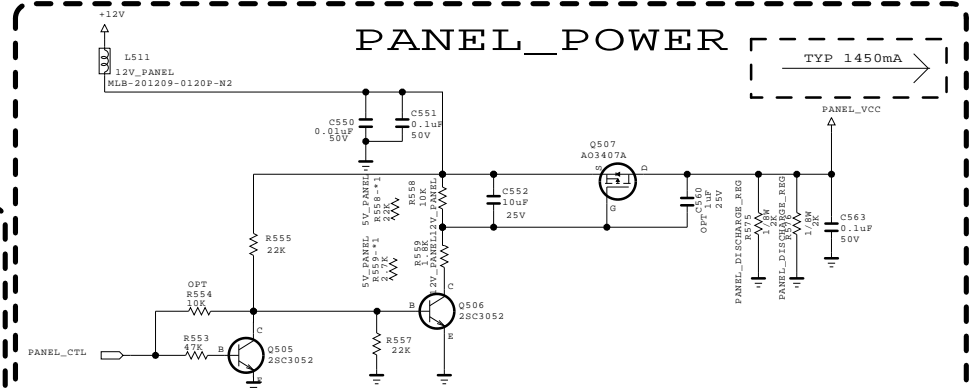 +12V
PANEL_POWER
L511
12V_PANEL
MLB-201209-0120P-N2
TYP 1450mA
PANEL_VCC
C550
0.01uF
50V
C551
0.1uF
50V
Q507
AO3407A
S
D
G
5V_PANEL
R558-*1
22K
R558
10K
12V_PANEL
C552
10uF
25V
C560
1uF
25V
OPT
PANEL_DISCHARGE_REG
R575
1/8W
2K
PANEL_DISCHARGE_REG
R576
1/8W
2K
C563
0.1uF
50V
R555
22K
5V_PANEL
R559-*1
2.7K
R559
12V_PANEL
OPT
R554
10K
B
C
Q506
2SC3052
E
R553
47K
PANEL_CTL
B
C
Q505
2SC3052
E
R557
22K